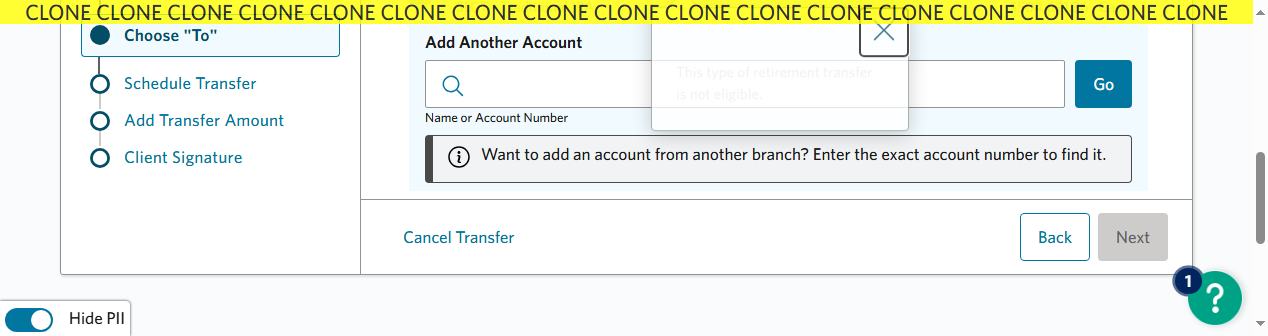 CLONE CLONE CLONE CLONE CLONE CLONE CLONE CLONE CLONE CLONE CLONE CLONE CLONE CLONE CLONE CLONE CLONE
Choose "To"
Schedule Transfer
Add Transfer Amount
Client Signature
Add Another Account
This type of retirement transfer
is not eligible.
Go
Name or Account Number
Want to add an account from another branch? Enter the exact account number to find it.
Cancel Transfer
Back
Next
1
?
Hide PII